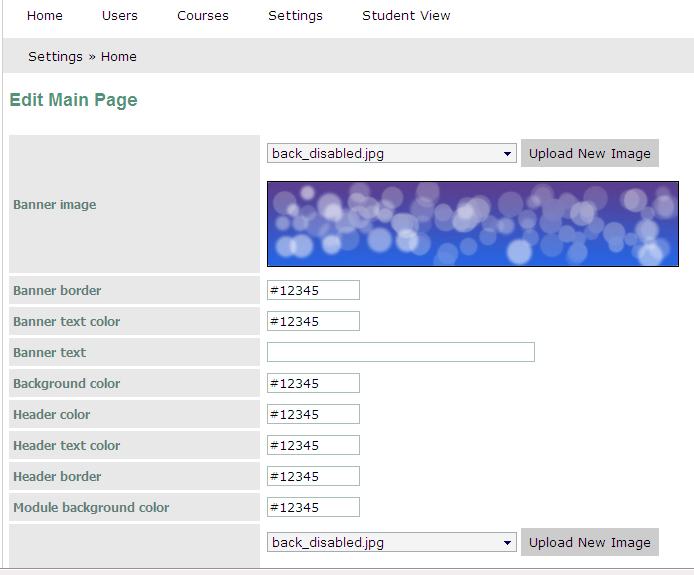 Home Users Courses Settings Student View
Settings » Home
Edit Main Page
Banner image back_disabled.jpg Upload New Image
Banner border #12345
Banner text color #12345
Banner text
Background color #12345
Header color #12345
Header text color #12345
Header border #12345
Module background color #12345
back_disabled.jpg Upload New Image